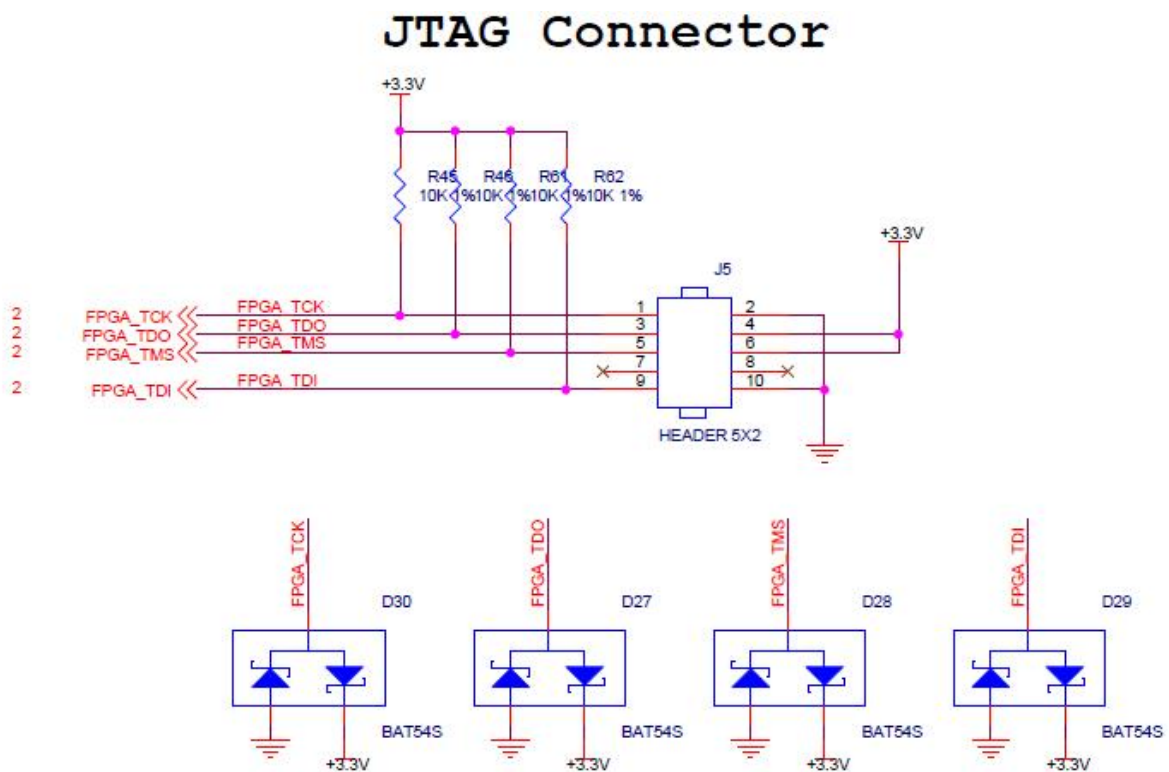 JTAG Connector
+3.3V
R45 R46 R61 R62
10K 1% 10K 1% 10K 1% 10K 1%
+3.3V
J5
2 FPGA_TCK FPGA_TCK 1 2
2 FPGA_TDO FPGA_TDO 3 4
2 FPGA_TMS FPGA_TMS 5 6
7 8
2 FPGA_TDI FPGA_TDI 9 10
HEADER 5X2
FPGA_TCK FPGA_TDO FPGA_TMS FPGA_TDI
D30 D27 D28 D29
BAT54S BAT54S BAT54S BAT54S
+3.3V +3.3V +3.3V +3.3V